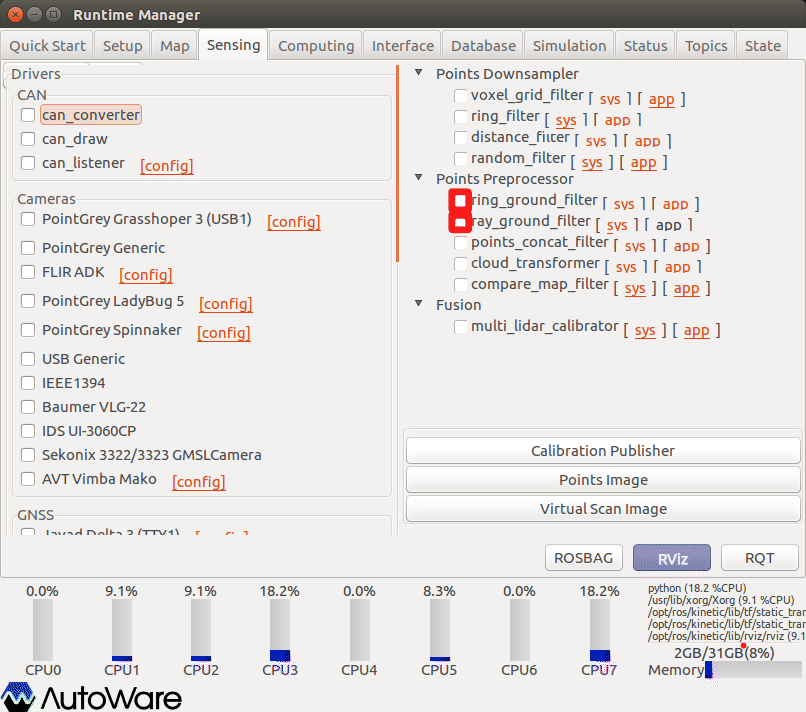 Runtime Manager
Quick Start Setup Map Sensing Computing Interface Database Simulation Status Topics State
Drivers
CAN
can_converter
can_draw
can_listener [config]
Cameras
PointGrey Grasshoper 3 (USB1) [config]
PointGrey Generic
FLIR ADK [config]
PointGrey LadyBug 5 [config]
PointGrey Spinnaker [config]
USB Generic
IEEE1394
Baumer VLG-22
IDS UI-3060CP
Sekonix 3322/3323 GMSLCamera
AVT Vimba Mako [config]
GNSS
Javad Delta 3 (TTY1) [config]
Points Downsampler
voxel_grid_filter [ sys ] [ app ]
ring_filter [ sys ] [ app ]
distance_filter [ sys ] [ app ]
random_filter [ sys ] [ app ]
Points Preprocessor
ring_ground_filter [ sys ] [ app ]
ray_ground_filter [ sys ] [ app ]
points_concat_filter [ sys ] [ app ]
cloud_transformer [ sys ] [ app ]
compare_map_filter [ sys ] [ app ]
Fusion
multi_lidar_calibrator [ sys ] [ app ]
Calibration Publisher
Points Image
Virtual Scan Image
ROSBAG RViz RQT
0.0% 9.1% 9.1% 18.2% 0.0% 8.3% 0.0% 18.2%
CPU0 CPU1 CPU2 CPU3 CPU4 CPU5 CPU6 CPU7
python (18.2 %CPU)
/usr/lib/xorg/Xorg (9.1 %CPU)
/opt/ros/kinetic/lib/tf/static_tran
/opt/ros/kinetic/lib/tf/static_tran
/opt/ros/kinetic/lib/rviz/rviz (9.1
2GB/31GB(8%)
Memory
AutoWare